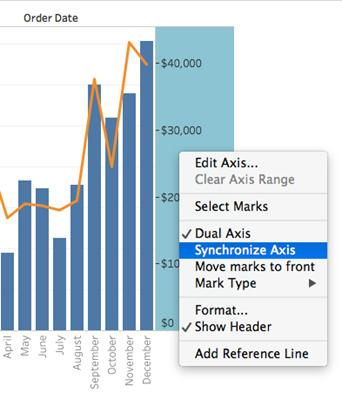 Order Date
$40,000
$30,000
$20
$10
$0
Edit Axis...
Clear Axis Range
Select Marks
✓ Dual Axis
Synchronize Axis
Move marks to front
Mark Type ▶
Format...
✓ Show Header
Add Reference Line
April
May
June
July
August
September
October
November
December